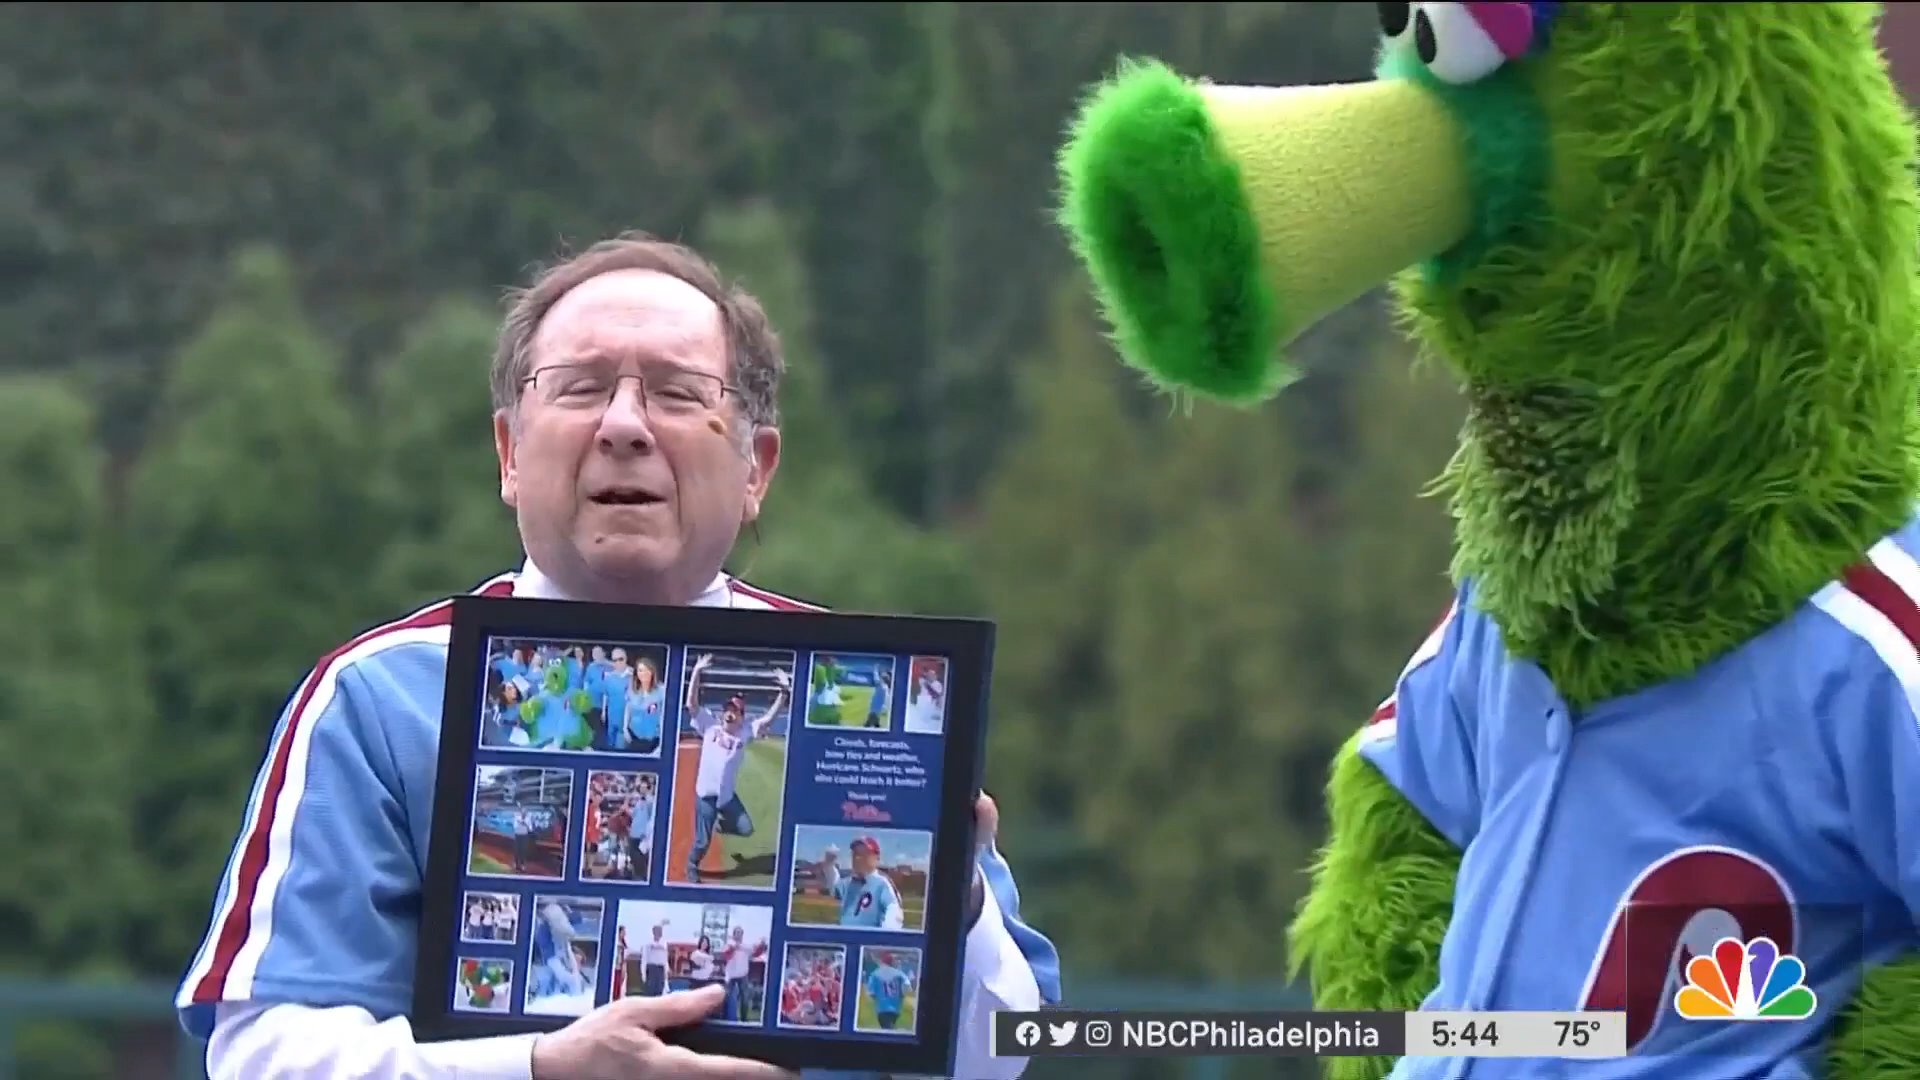 Clouds, forecasts,
bow ties and weather,
Hurricane Schwartz, who
else could teach it better?
Thank you!
Phillies
P
NBCPhiladelphia 5:44 75°